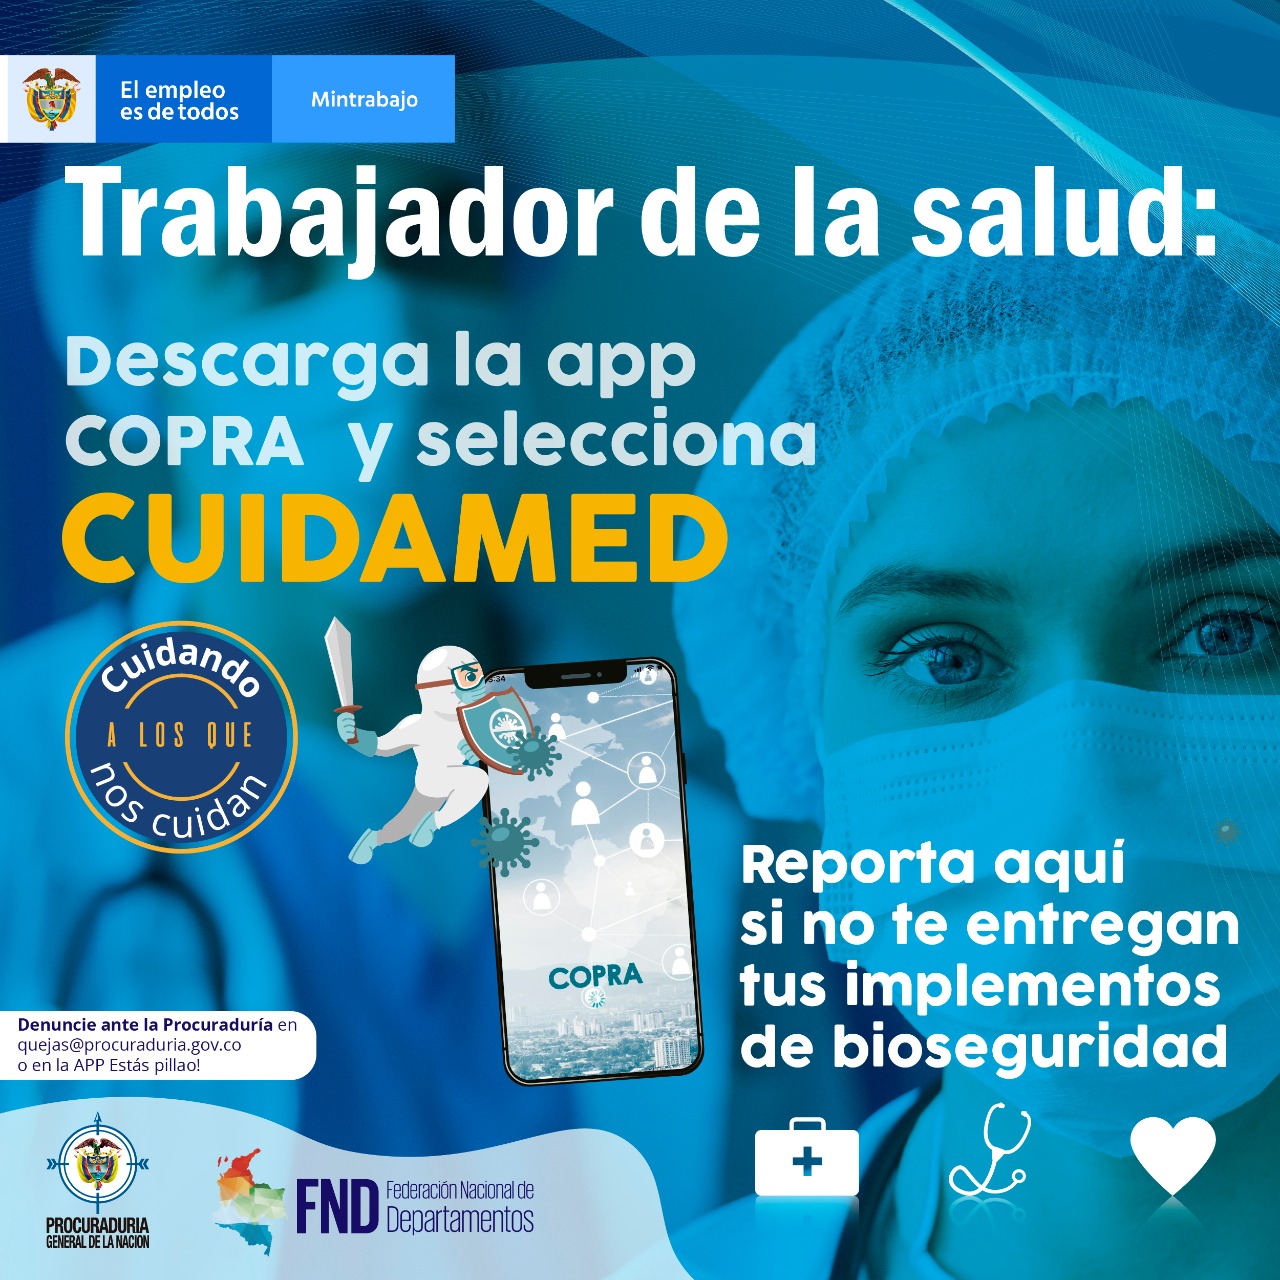 El empleo
es de todos
Mintrabajo
Trabajador de la salud:
Descarga la app
COPRA y selecciona
CUIDAMED
Cuidando
A LOS QUE
nos cuidan
COPRA
Reporta aquí
si no te entregan
tus implementos
de bioseguridad
Denuncie ante la Procuraduría en
quejas@procuraduria.gov.co
o en la APP Estás pillao!
PROCURADURIA
GENERAL DE LA NACION
FND
Federación Nacional de
Departamentos